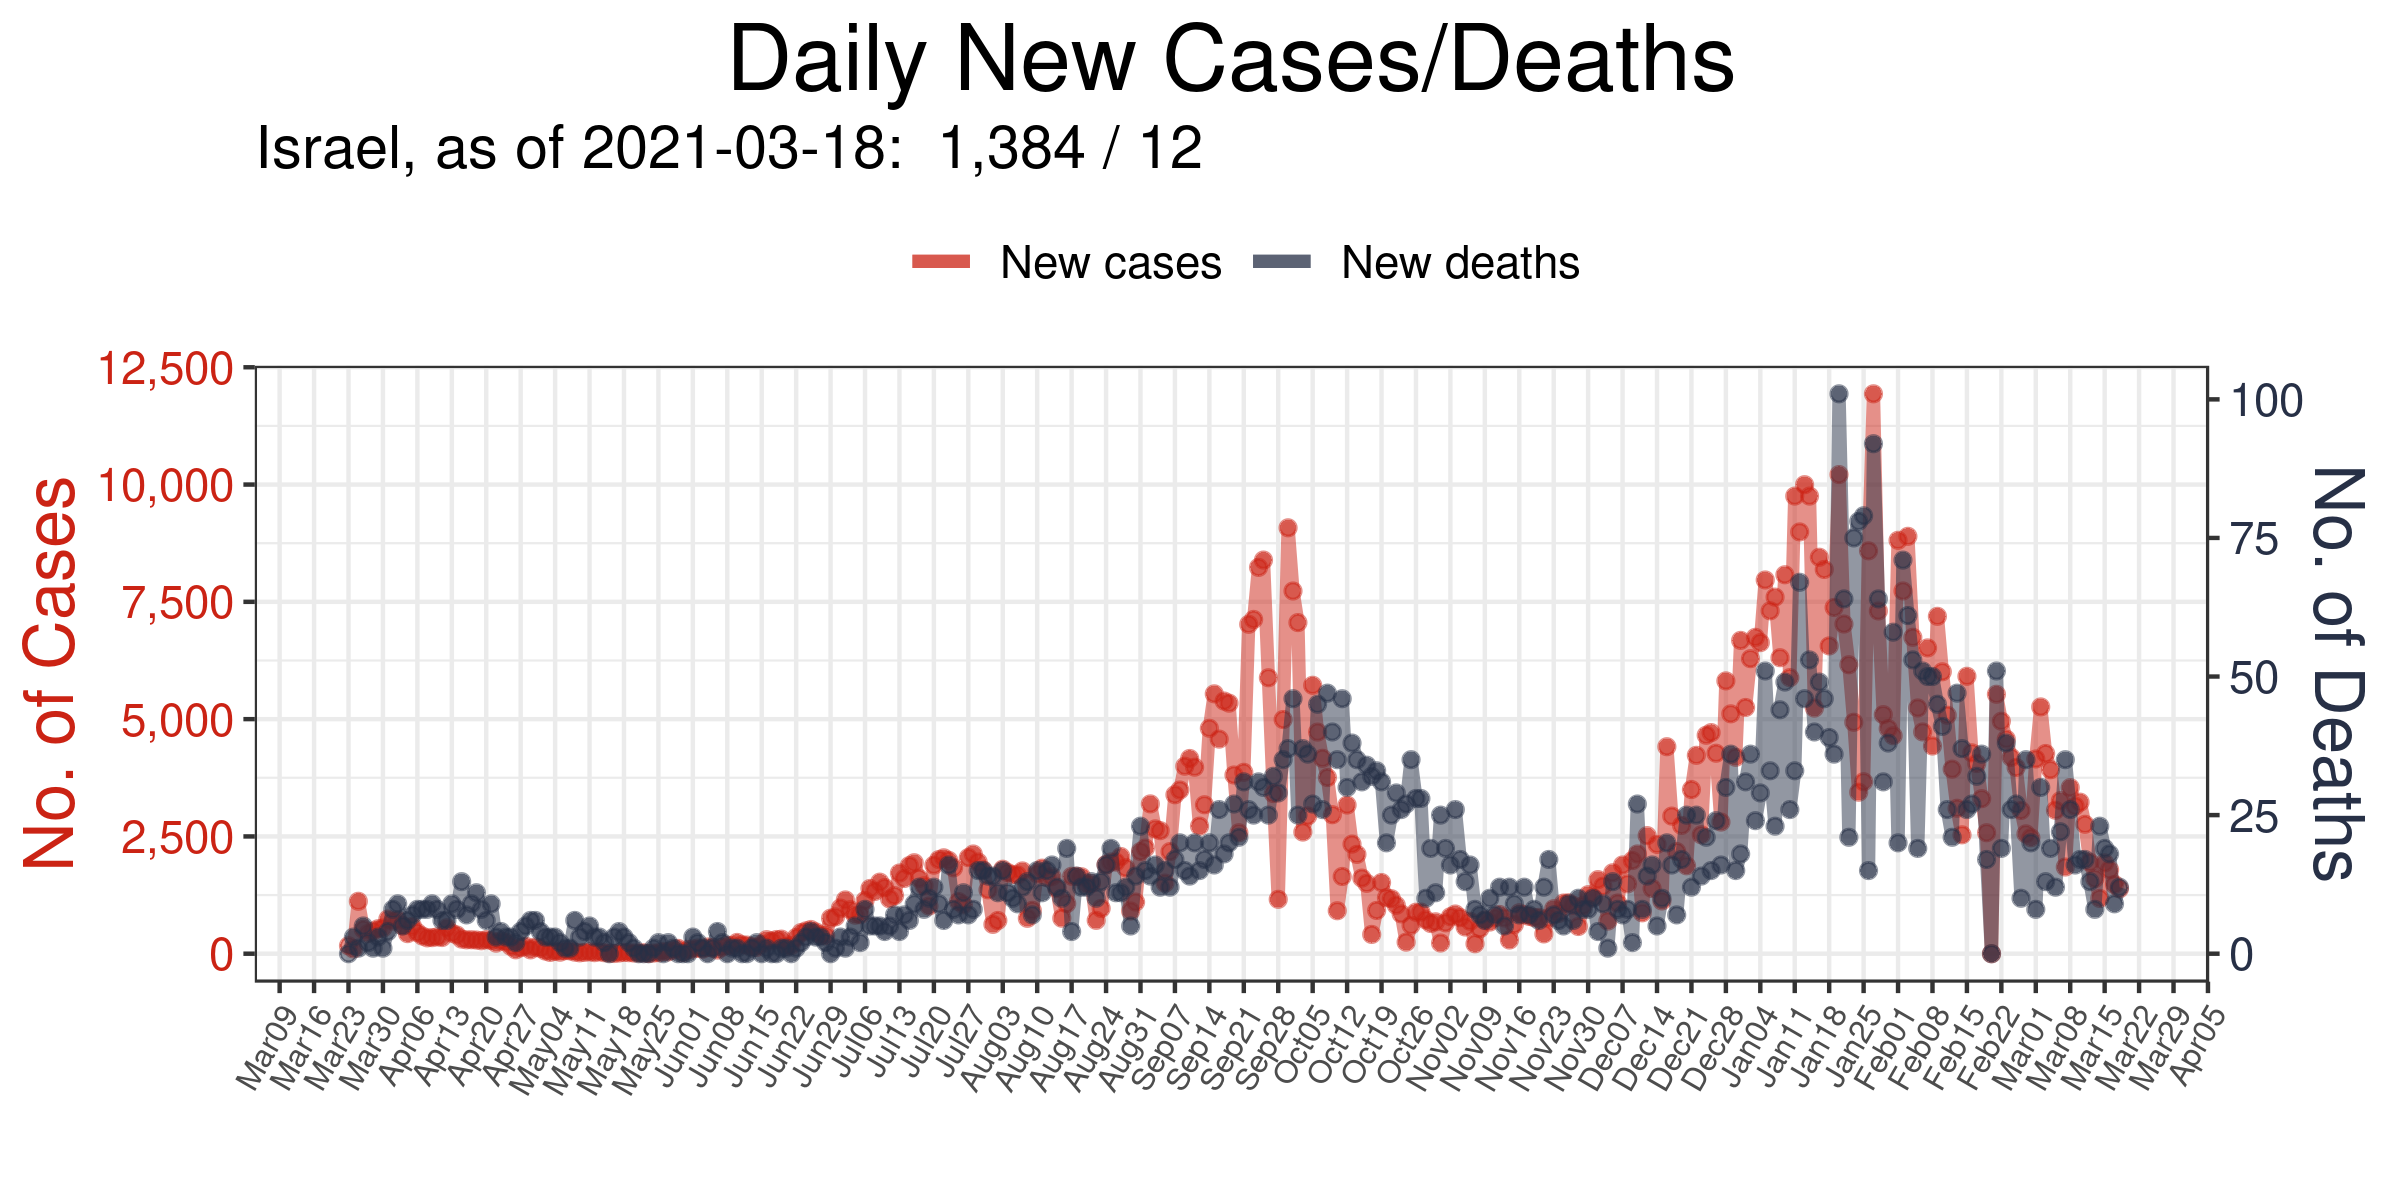 Daily New Cases/Deaths
Israel, as of 2021-03-18: 1,384 / 12
New cases
New deaths
No. of Cases
12,500
10,000
7,500
5,000
2,500
0
100
75
50
25
0
No. of Deaths
Mar09
Mar16
Mar23
Mar30
Apr06
Apr13
Apr20
Apr27
May04
May11
May18
May25
Jun01
Jun08
Jun15
Jun22
Jun29
Jul06
Jul13
Jul20
Jul27
Aug03
Aug10
Aug17
Aug24
Aug31
Sep07
Sep14
Sep21
Sep28
Oct05
Oct12
Oct19
Oct26
Nov02
Nov09
Nov16
Nov23
Nov30
Dec07
Dec14
Dec21
Dec28
Jan04
Jan11
Jan18
Jan25
Feb01
Feb08
Feb15
Feb22
Mar01
Mar08
Mar15
Mar22
Mar29
Apr05